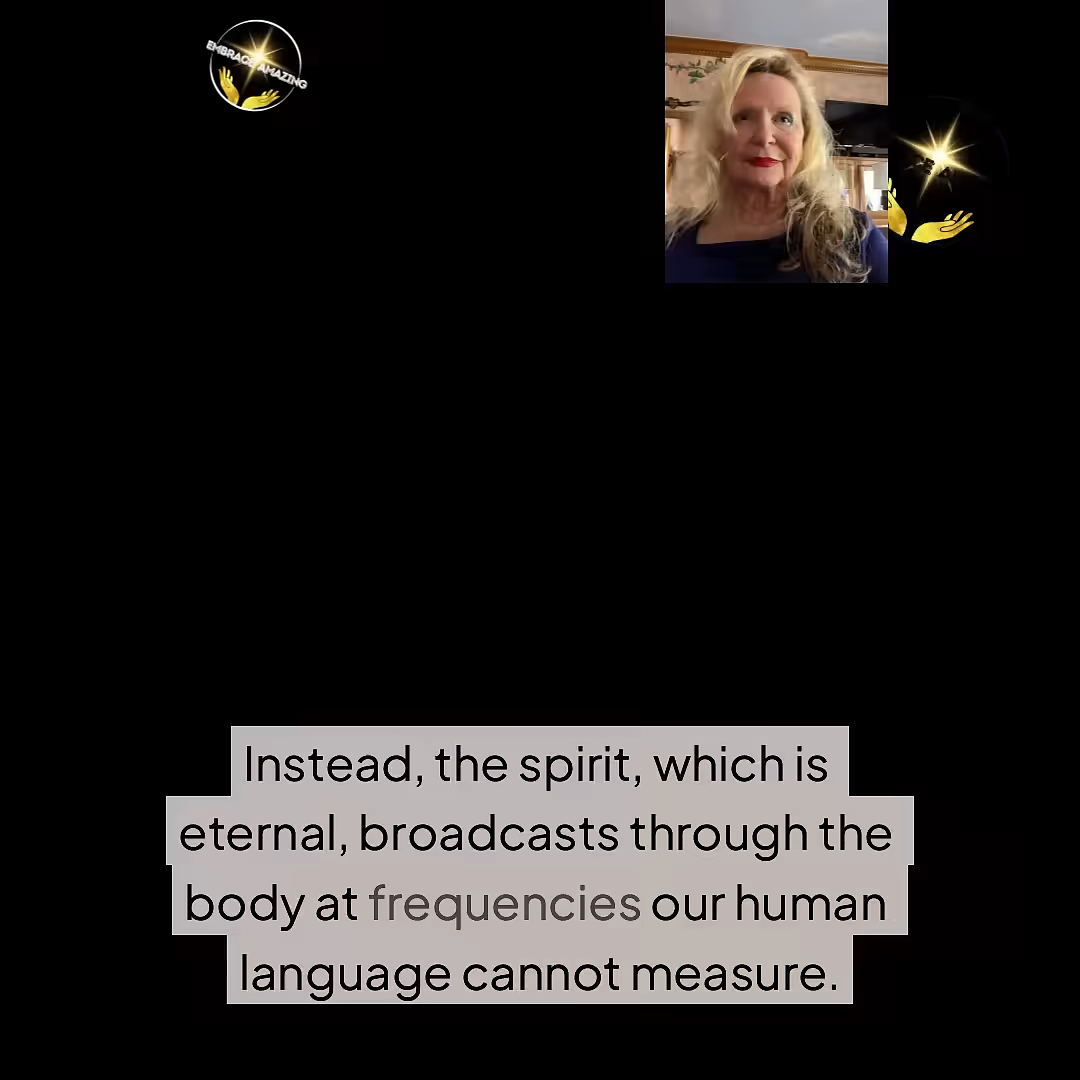 EMBRACE AMAZING
Instead, the spirit, which is
eternal, broadcasts through the
body at frequencies our human
language cannot measure.